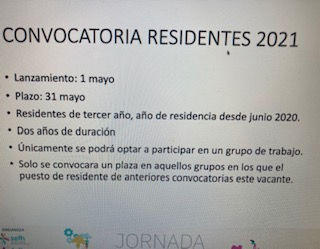 CONVOCATORIA RESIDENTES 2021
• Lanzamiento: 1 mayo
• Plazo: 31 mayo
• Residentes de tercer año, año de residencia desde junio 2020.
• Dos años de duración
• Únicamente se podrá optar a participar en un grupo de trabajo.
• Solo se convocara un plaza en aquellos grupos en los que el
puesto de residente de anteriores convocatorias este vacante.
ORGANIZA
sefh
JORNADA